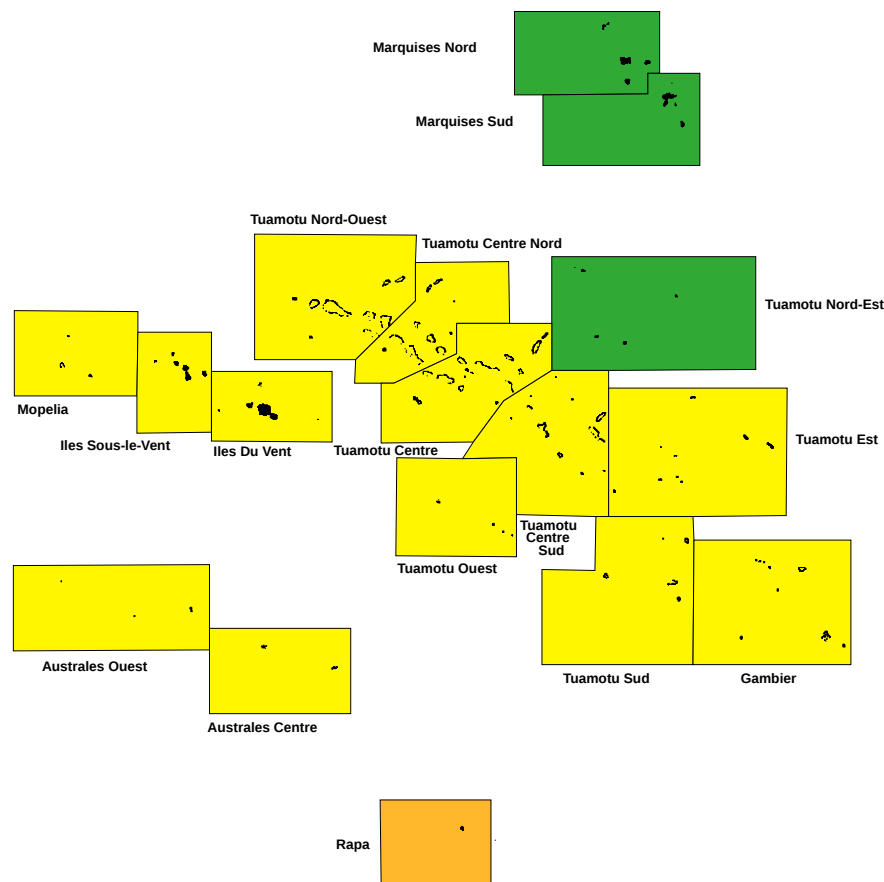 Marquises Nord
Marquises Sud
Tuamotu Nord-Ouest
Tuamotu Centre Nord
Tuamotu Nord-Est
Mopelia
Iles Sous-le-Vent
Iles Du Vent
Tuamotu Centre
Tuamotu Est
Tuamotu
Centre
Sud
Tuamotu Ouest
Australes Ouest
Tuamotu Sud
Gambier
Australes Centre
Rapa